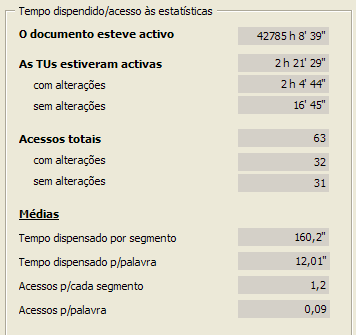 Tempo dispendido/acesso às estatísticas
O documento esteve activo 42785 h 8' 39"
As TUs estiveram activas 2 h 21' 29"
com alterações 2 h 4' 44"
sem alterações 16' 45"
Acessos totais 63
com alterações 32
sem alterações 31
Médias
Tempo dispensado por segmento 160,2"
Tempo dispensado p/palavra 12,01"
Acessos p/cada segmento 1,2
Acessos p/palavra 0,09